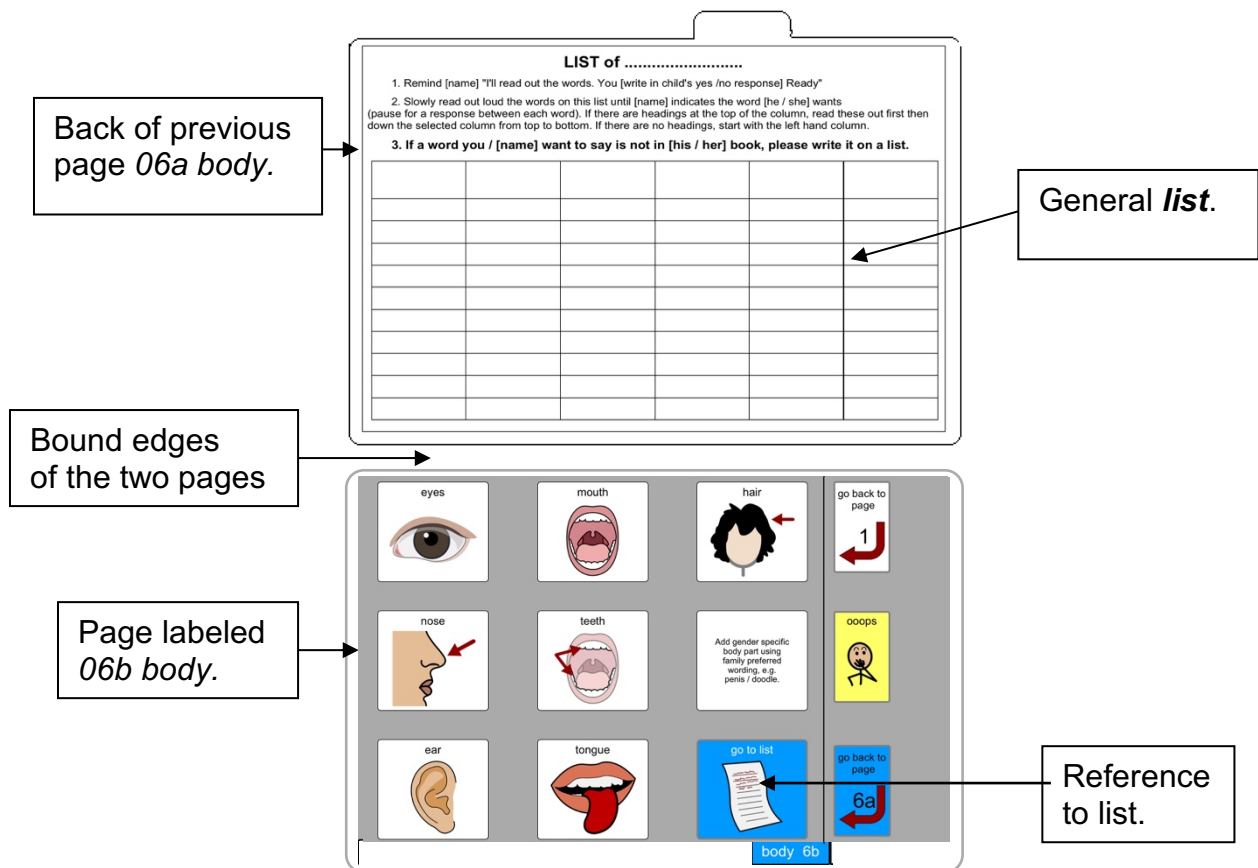 LIST of ..........................
1. Remind [name] "I'll read out the words. You [write in child's yes /no response] Ready"
2. Slowly read out loud the words on this list until [name] indicates the word [he / she] wants
(pause for a response between each word). If there are headings at the top of the column, read these out first then
down the selected column from top to bottom. If there are no headings, start with the left hand column.
3. If a word you / [name] want to say is not in [his / her] book, please write it on a list.
Back of previous
page 06a body.
General list.
Bound edges
of the two pages
eyes
mouth
hair
go back to
page
1
Page labeled
06b body.
nose
teeth
Add gender specific
body part using
family preferred
wording, e.g.
penis / doodle.
ooops
ear
tongue
go to list
go back to
page
6a
Reference
to list.
body 6b